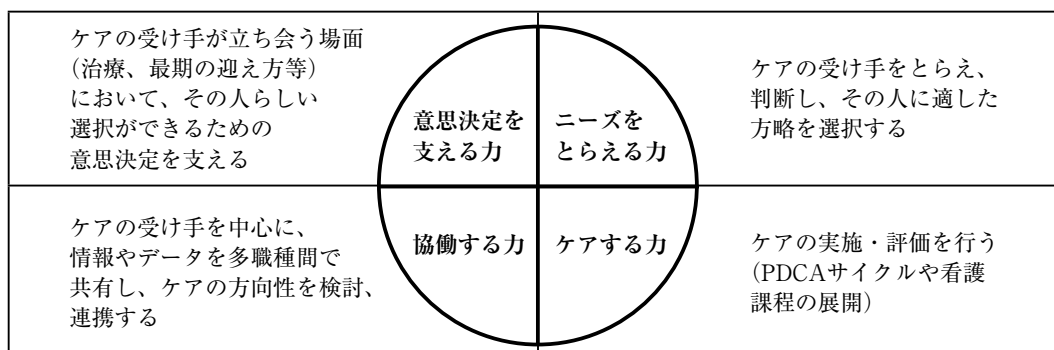 ケアの受け手が立ち会う場面
(治療、最期の迎え方等)
において、その人らしい
選択ができるための
意思決定を支える
意思決定を
支える力
ニーズを
とらえる力
ケアの受け手をとらえ、
判断し、その人に適した
方略を選択する
ケアの受け手を中心に、
情報やデータを多職種間で
共有し、ケアの方向性を検討、
連携する
協働する力
ケアする力
ケアの実施・評価を行う
(PDCAサイクルや看護
課程の展開)